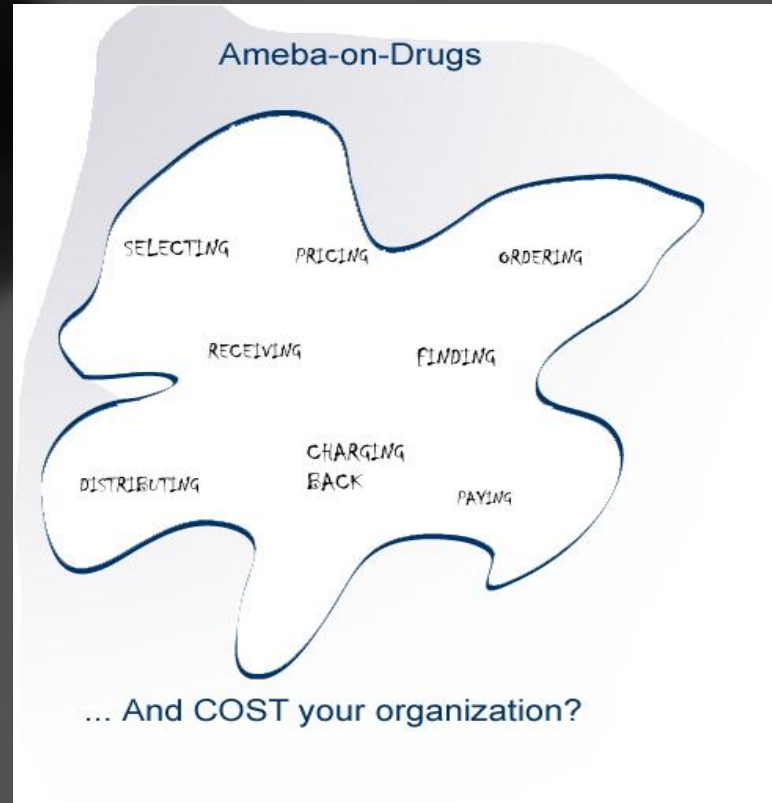 Ameba-on-Drugs
SELECTING
PRICING
ORDERING
RECEIVING
FINDING
CHARGING
BACK
DISTRIBUTING
PAYING
... And COST your organization?